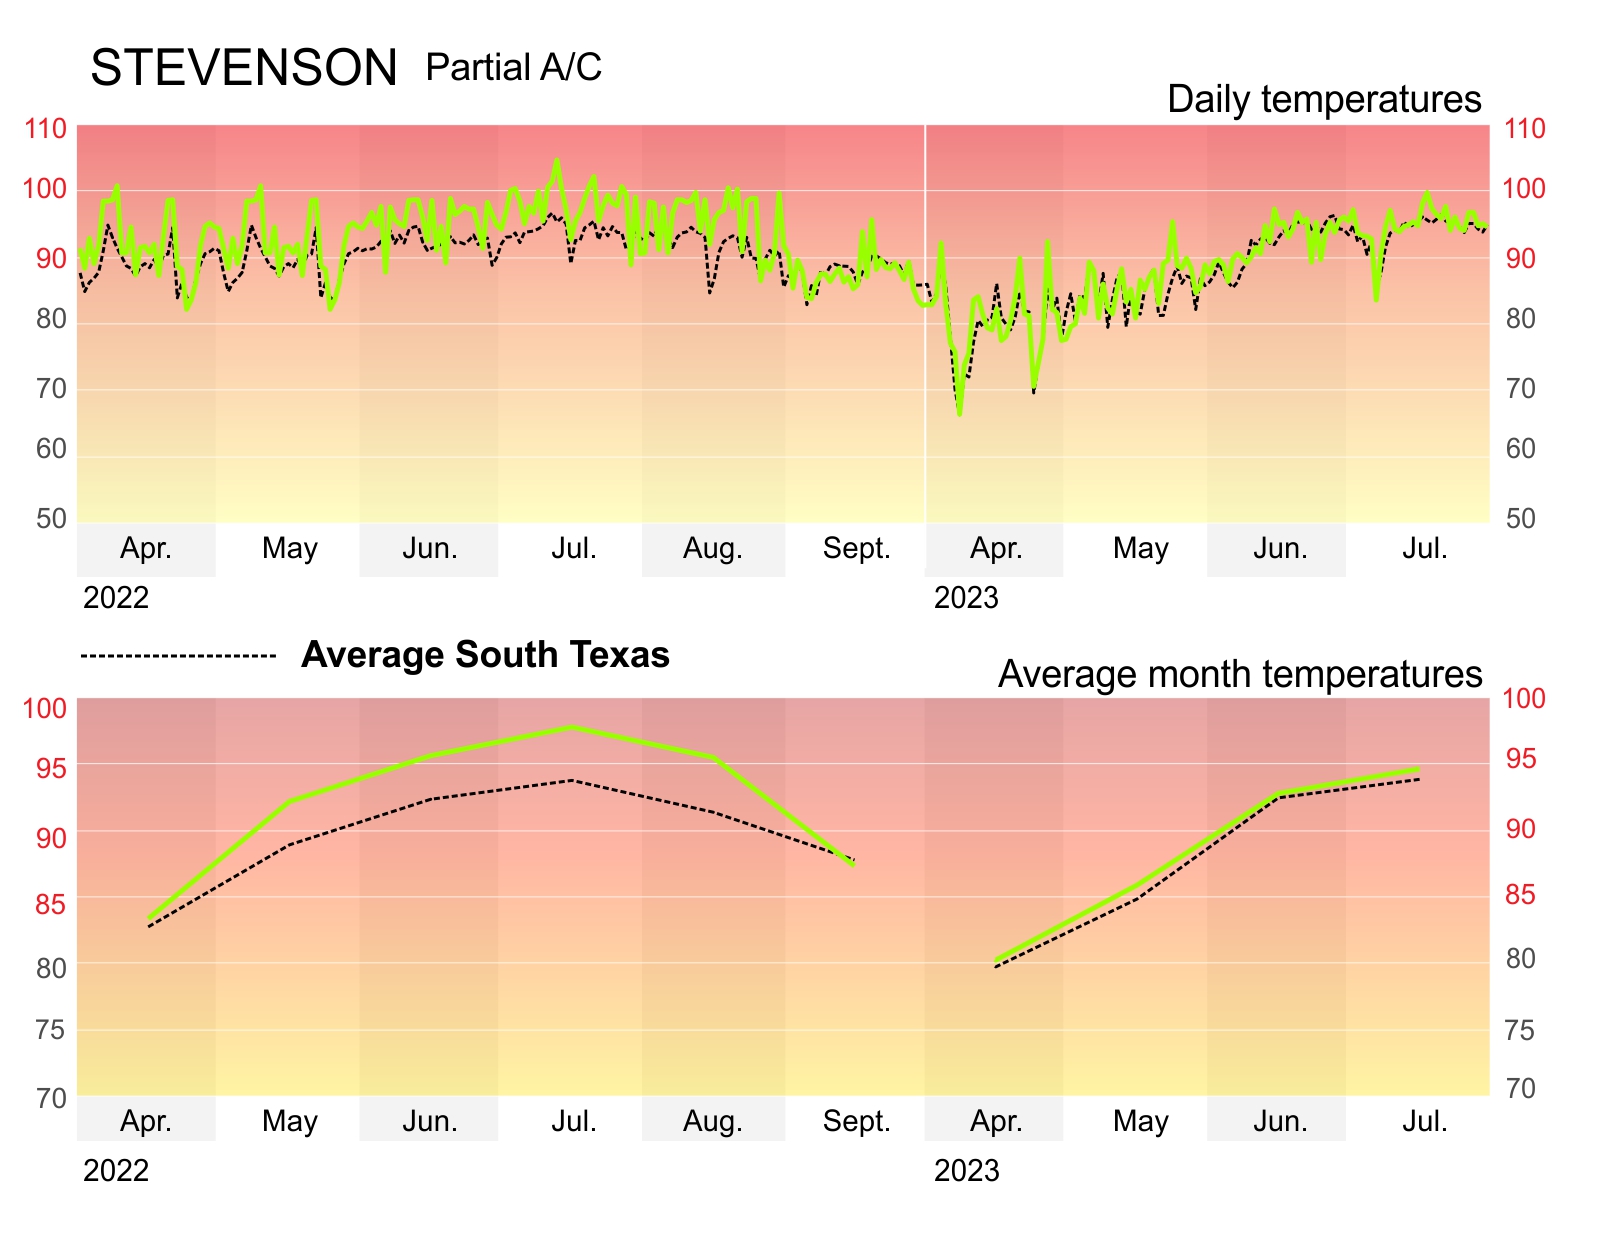 STEVENSON Partial A/C
Daily temperatures
110 110
100 100
90 90
80 80
70 70
60 60
50 50
Apr. May Jun. Jul. Aug. Sept. Apr. May Jun. Jul.
2022 2023
Average South Texas
Average month temperatures
100 100
95 95
90 90
85 85
80 80
75 75
70 70
Apr. May Jun. Jul. Aug. Sept. Apr. May Jun. Jul.
2022 2023